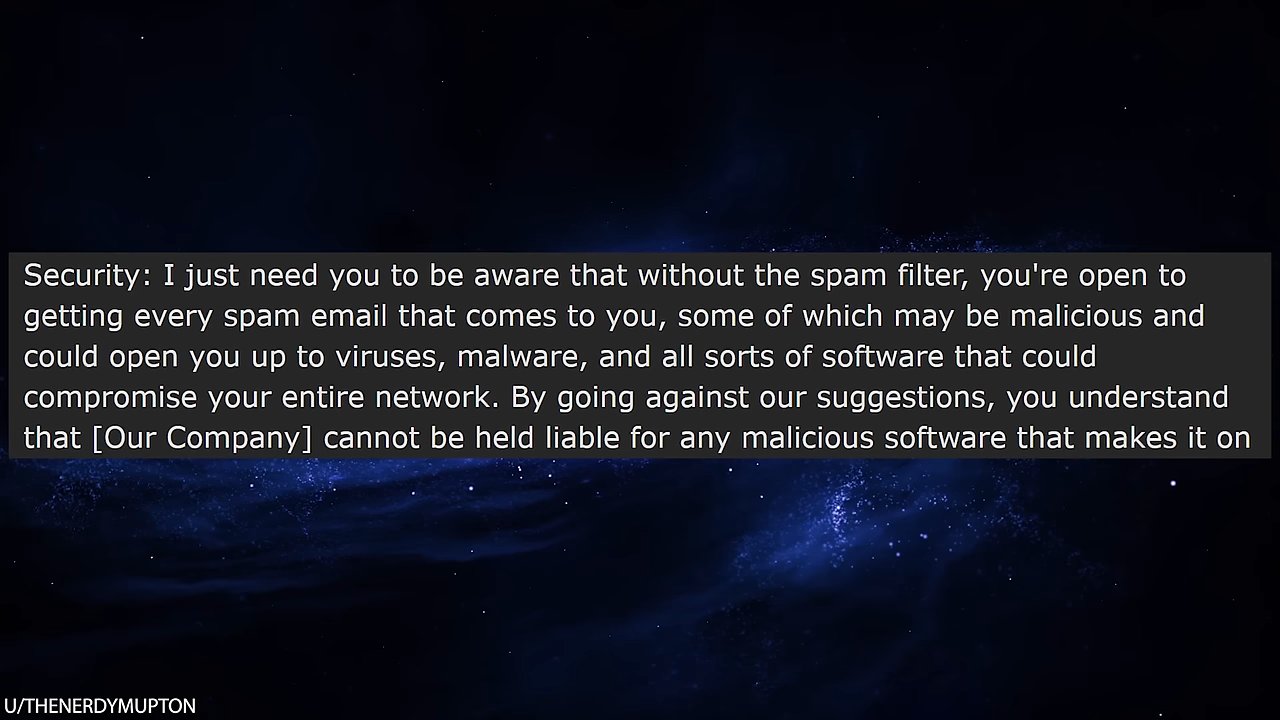 Security: I just need you to be aware that without the spam filter, you're open to
getting every spam email that comes to you, some of which may be malicious and
could open you up to viruses, malware, and all sorts of software that could
compromise your entire network. By going against our suggestions, you understand
that [Our Company] cannot be held liable for any malicious software that makes it on
U/THENERDYMUPTON